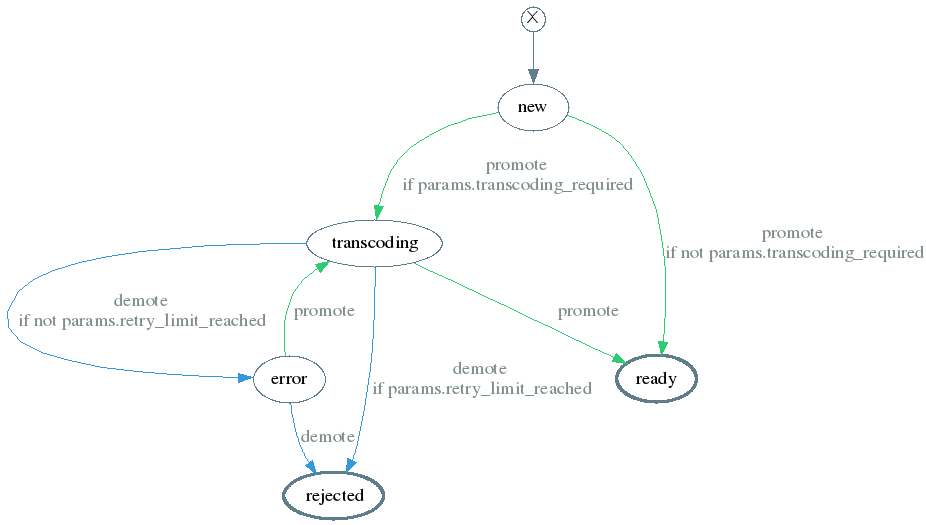 X
new
promote
if params.transcoding_required
promote
if not params.transcoding_required
transcoding
demote
if not params.retry_limit_reached
promote
promote
demote
if params.retry_limit_reached
error
ready
demote
rejected